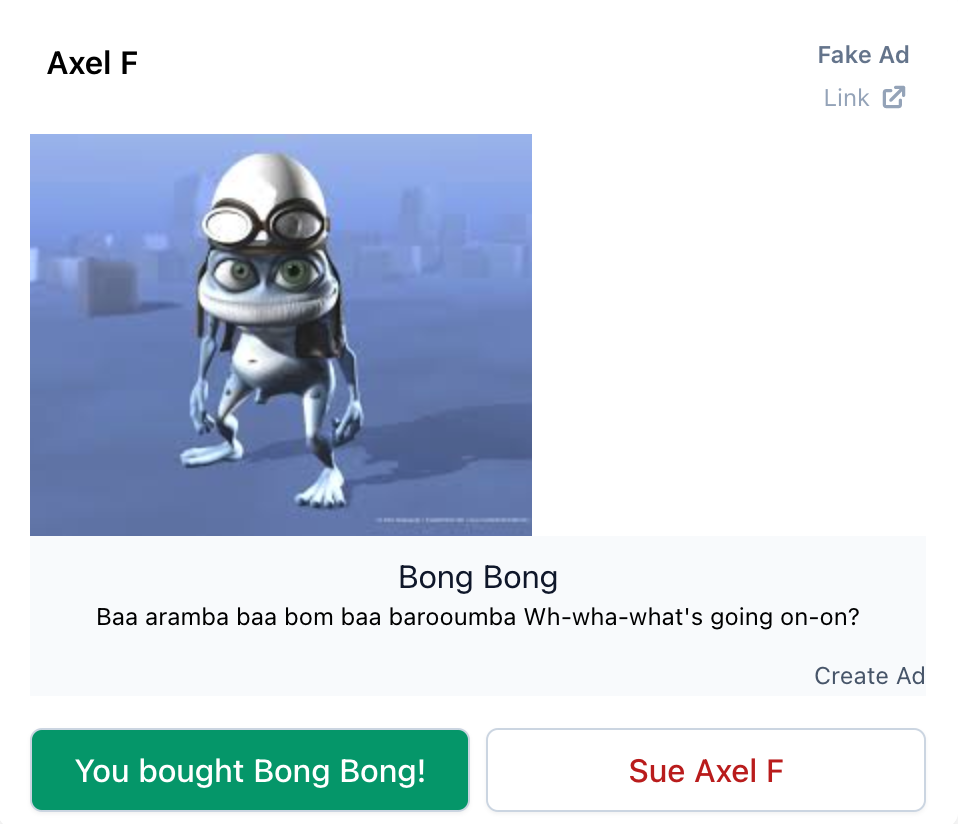 Axel F
Fake Ad
Link
Bong Bong
Baa aramba baa bom baa barooumba Wh-wha-what's going on-on?
Create Ad
You bought Bong Bong!
Sue Axel F